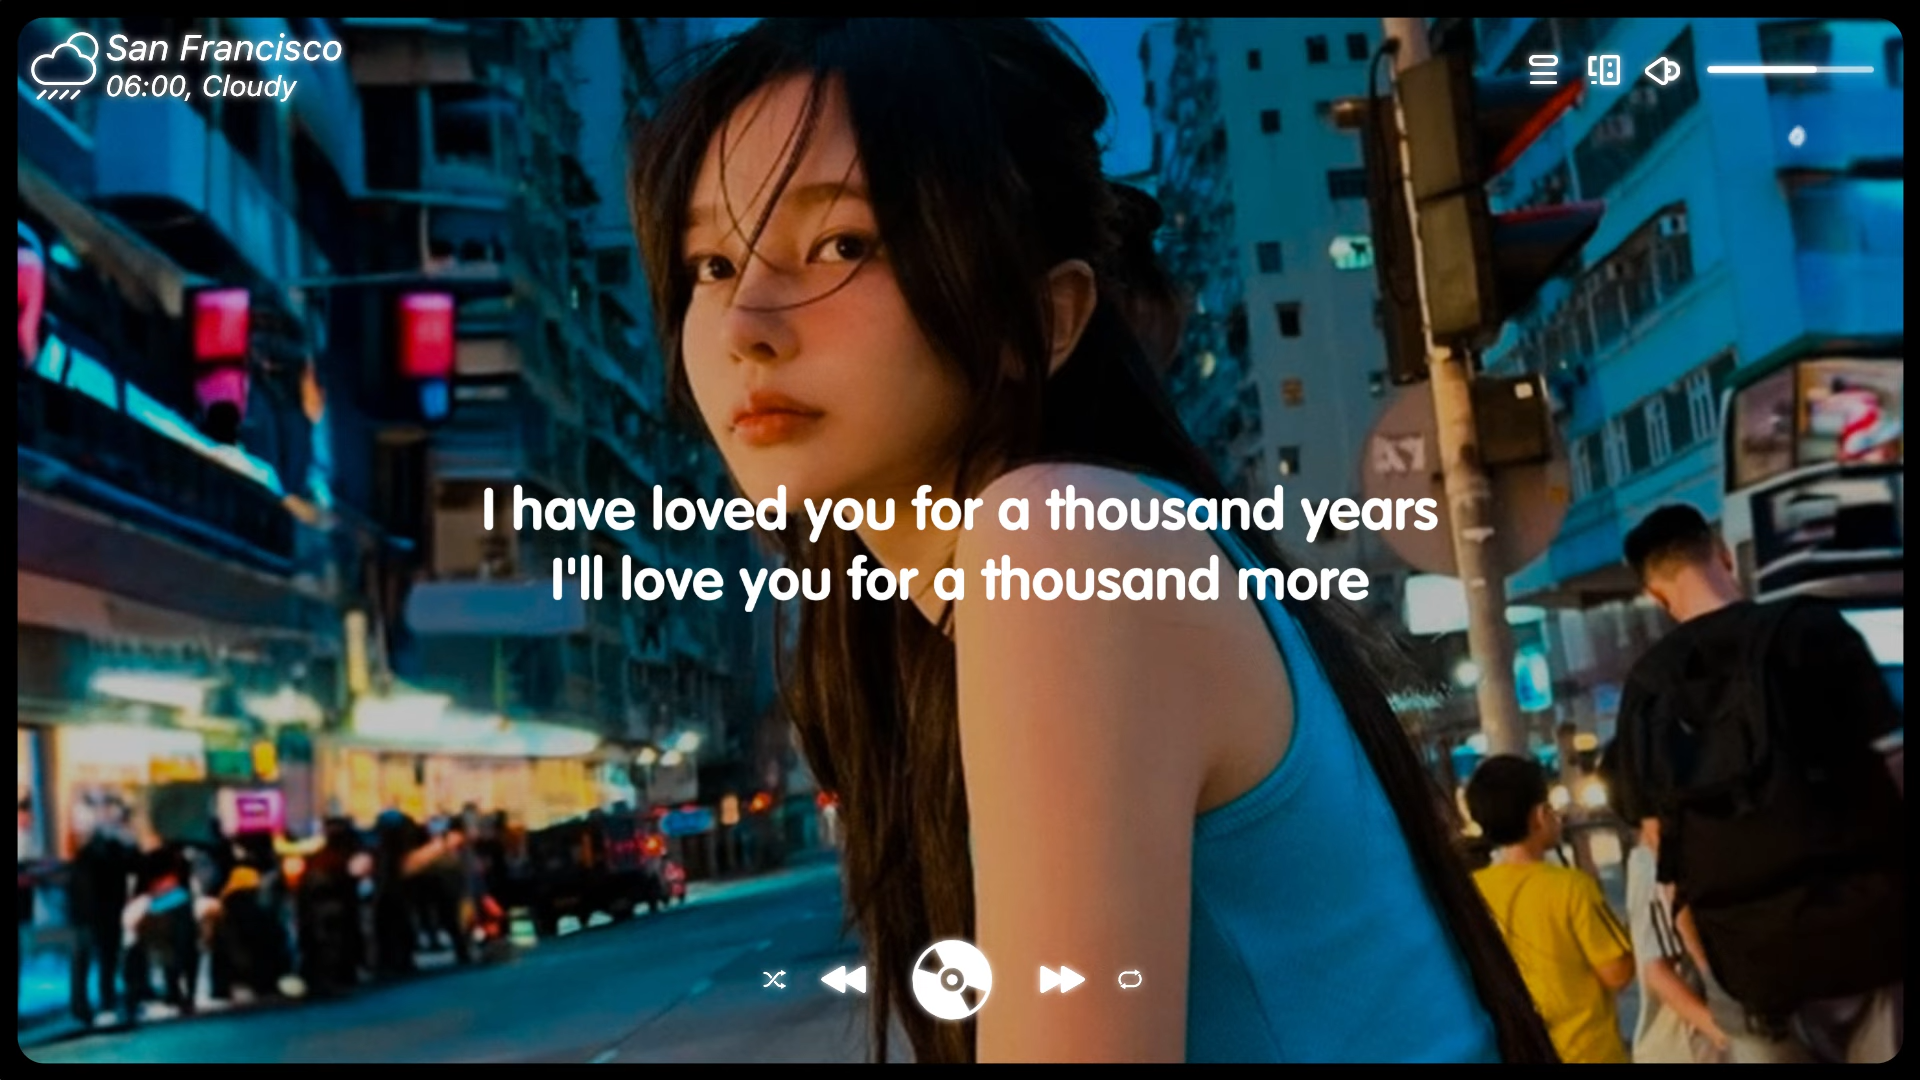 San Francisco
06:00, Cloudy
I have loved you for a thousand years
I'll love you for a thousand more